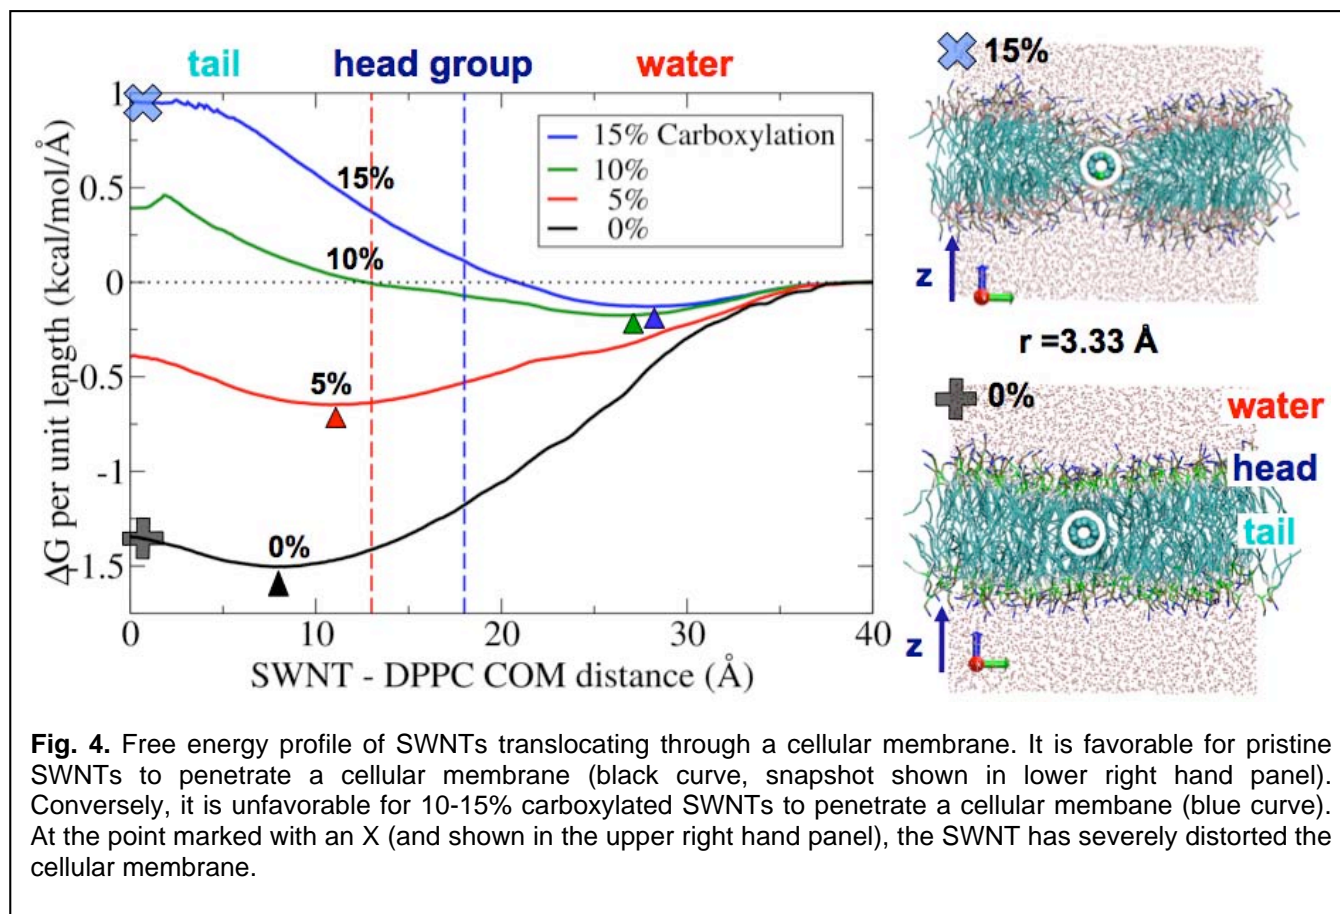 tail head group water
15%
1
0.5
0
-0.5
-1
-1.5
ΔG per unit length (kcal/mol/Å)
15% Carboxylation
10%
5%
0%
15%
10%
5%
0%
0 10 20 30 40
SWNT - DPPC COM distance (Å)
z
r =3.33 Å
0%
water
head
tail
z
Fig. 4. Free energy profile of SWNTs translocating through a cellular membrane. It is favorable for pristine
SWNTs to penetrate a cellular membrane (black curve, snapshot shown in lower right hand panel).
Conversely, it is unfavorable for 10-15% carboxylated SWNTs to penetrate a cellular membane (blue curve).
At the point marked with an X (and shown in the upper right hand panel), the SWNT has severely distorted the
cellular membrane.